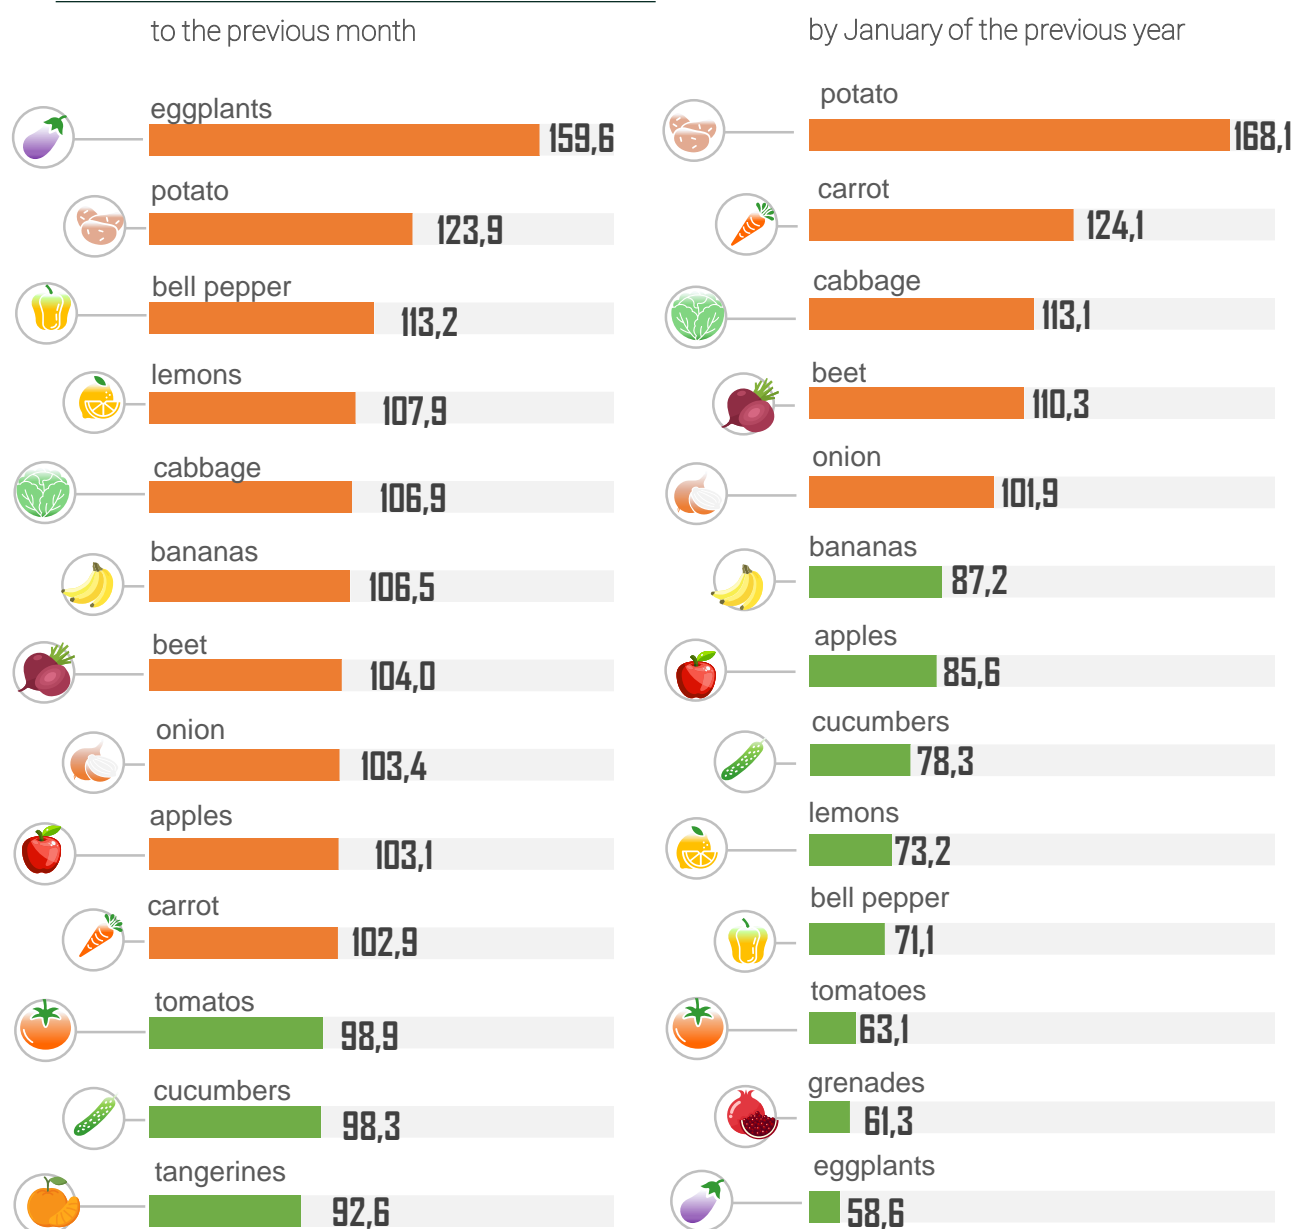 to the previous month
eggplants
159,6
potato
123,9
bell pepper
113,2
lemons
107,9
cabbage
106,9
bananas
106,5
beet
104,0
onion
103,4
apples
103,1
carrot
102,9
tomatos
98,9
cucumbers
98,3
tangerines
92,6
by January of the previous year
potato
168,1
carrot
124,1
cabbage
113,1
beet
110,3
onion
101,9
bananas
87,2
apples
85,6
cucumbers
78,3
lemons
73,2
bell pepper
71,1
tomatoes
63,1
grenades
61,3
eggplants
58,6